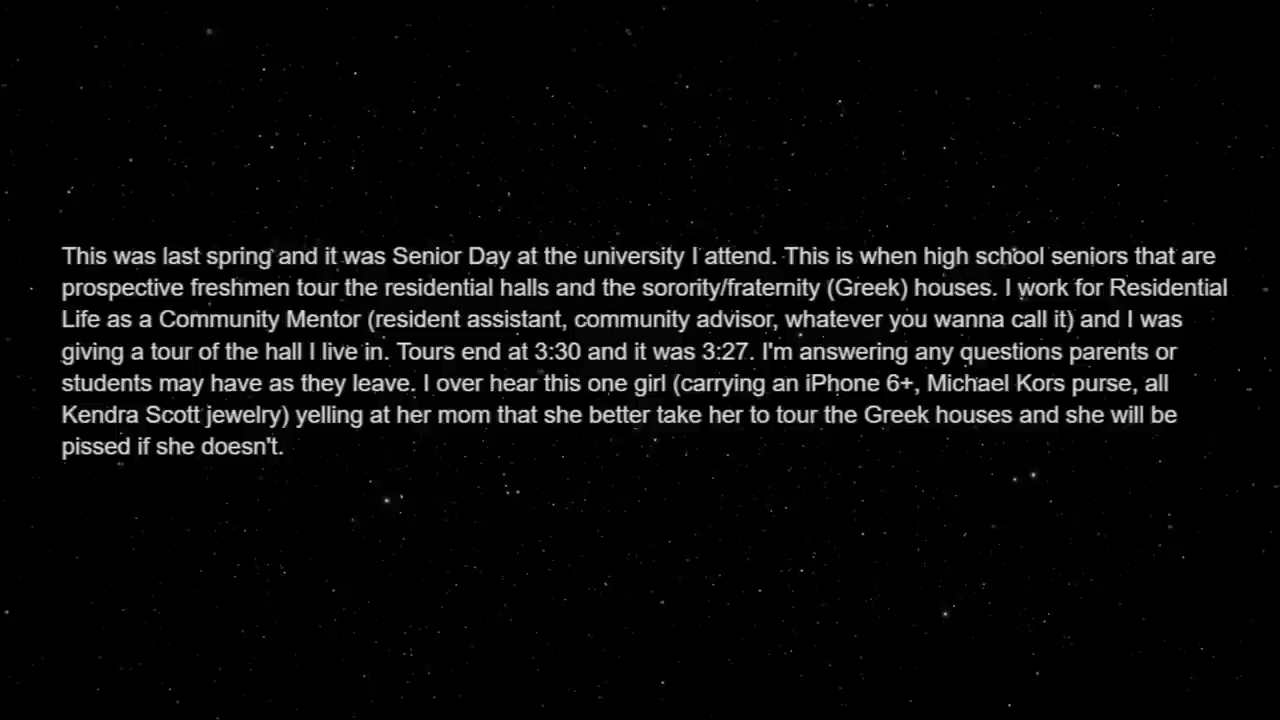 This was last spring and it was Senior Day at the university I attend. This is when high school seniors that are
prospective freshmen tour the residential halls and the sorority/fraternity (Greek) houses. I work for Residential
Life as a Community Mentor (resident assistant, community advisor, whatever you wanna call it) and I was
giving a tour of the hall I live in. Tours end at 3:30 and it was 3:27. I'm answering any questions parents or
students may have as they leave. I over hear this one girl (carrying an iPhone 6+, Michael Kors purse, all
Kendra Scott jewelry) yelling at her mom that she better take her to tour the Greek houses and she will be
pissed if she doesn't.